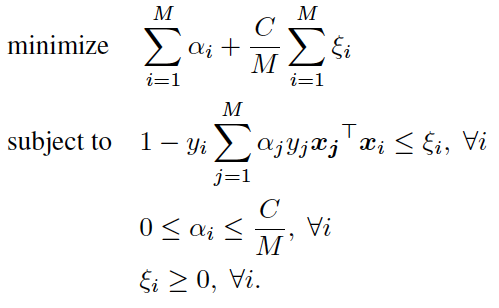 minimize $\sum_{i=1}^{M} \alpha_i + \frac{C}{M} \sum_{i=1}^{M} \xi_i$
subject to $1 - y_i \sum_{j=1}^{M} \alpha_j y_j \boldsymbol{x_j}^\top \boldsymbol{x_i} \leq \xi_i, \ \forall i$
$0 \leq \alpha_i \leq \frac{C}{M}, \ \forall i$
$\xi_i \geq 0, \ \forall i.$